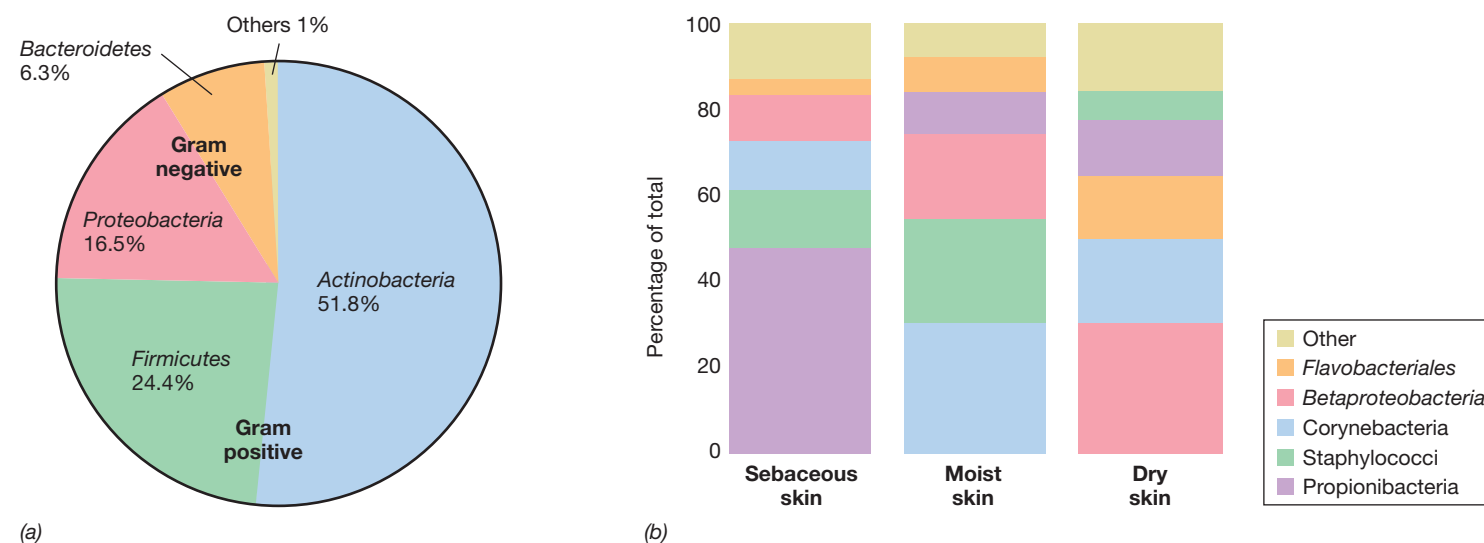 Others 1%
Bacteroidetes
6.3%
Gram
negative
Proteobacteria
16.5%
Actinobacteria
51.8%
Firmicutes
24.4%
Gram
positive
(a)
Percentage of total
100
80
60
40
20
0
Sebaceous
skin
Moist
skin
Dry
skin
Other
Flavobacteriales
Betaproteobacteria
Corynebacteria
Staphylococci
Propionibacteria
(b)